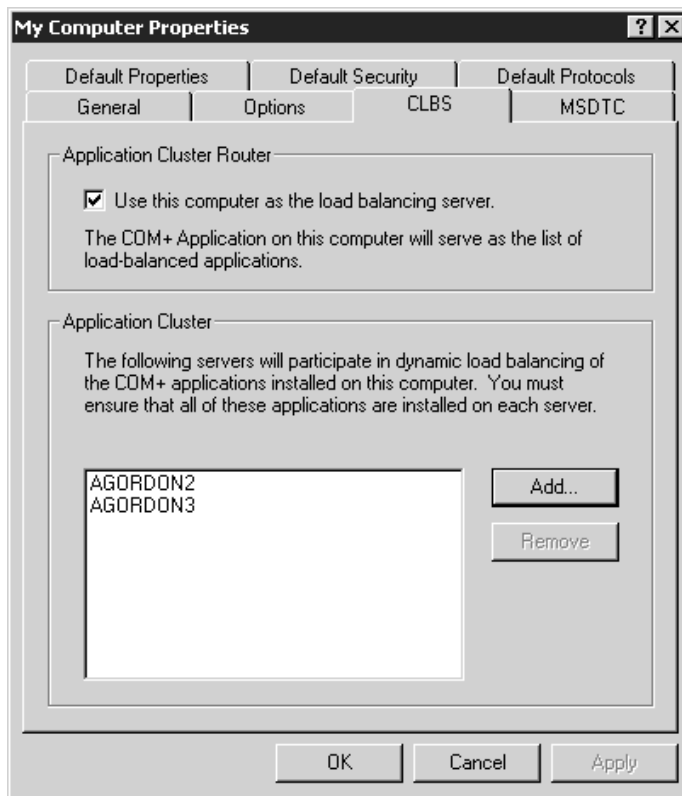 My Computer Properties
Default Properties
Default Security
Default Protocols
General
Options
CLBS
MSDTC
Application Cluster Router
Use this computer as the load balancing server.
The COM+ Application on this computer will serve as the list of
load-balanced applications.
Application Cluster
The following servers will participate in dynamic load balancing of
the COM+ applications installed on this computer. You must
ensure that all of these applications are installed on each server.
AGORDON2
AGORDON3
Add...
Remove
OK
Cancel
Apply